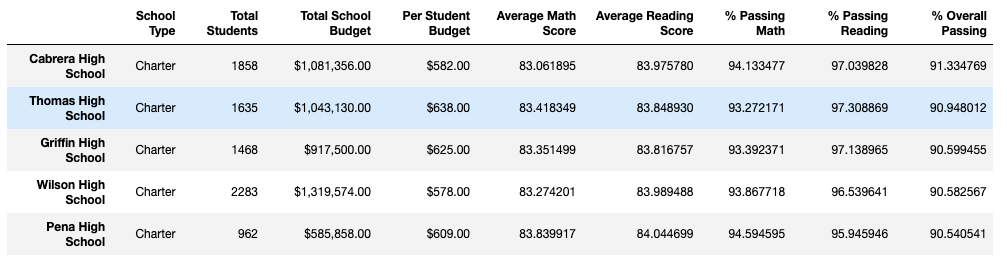 School Type Total Students Total School Budget Per Student Budget Average Math Score Average Reading Score % Passing Math % Passing Reading % Overall Passing
Cabrera High School Charter 1858 $1,081,356.00 $582.00 83.061895 83.975780 94.133477 97.039828 91.334769
Thomas High School Charter 1635 $1,043,130.00 $638.00 83.418349 83.848930 93.272171 97.308869 90.948012
Griffin High School Charter 1468 $917,500.00 $625.00 83.351499 83.816757 93.392371 97.138965 90.599455
Wilson High School Charter 2283 $1,319,574.00 $578.00 83.274201 83.989488 93.867718 96.539641 90.582567
Pena High School Charter 962 $585,858.00 $609.00 83.839917 84.044699 94.594595 95.945946 90.540541